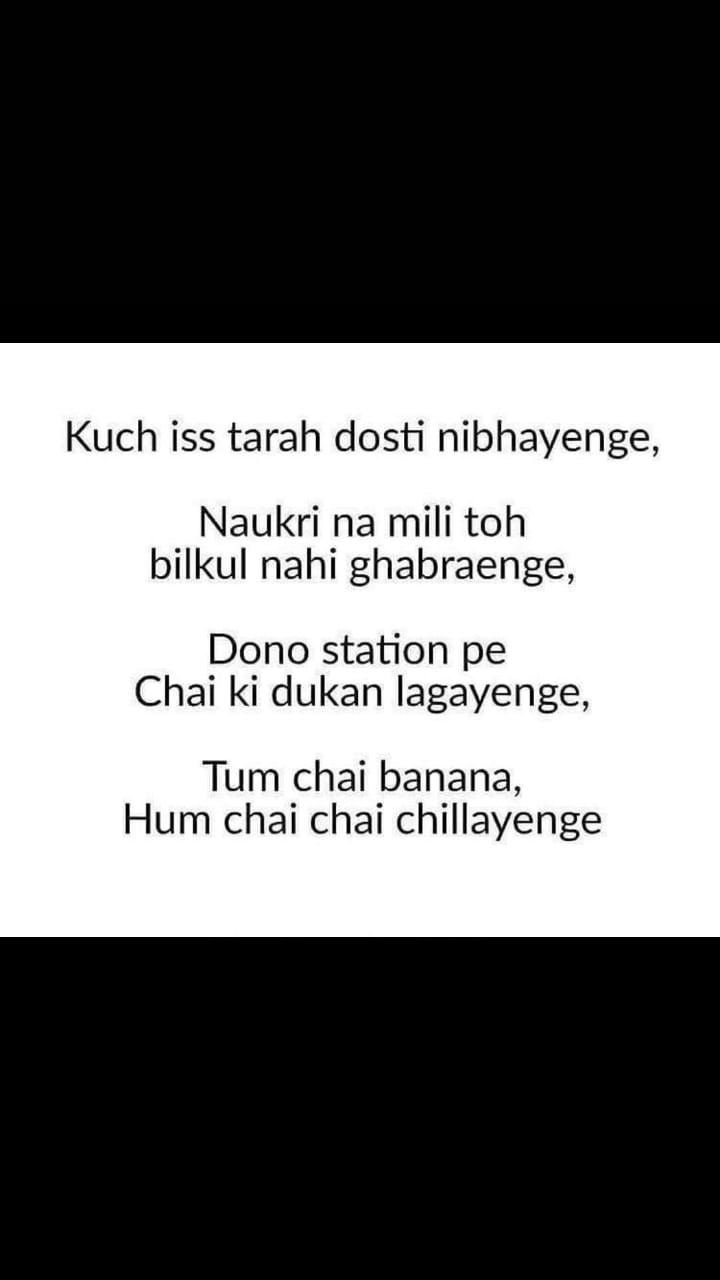 Kuch iss tarah dosti nibhayenge,
Naukri na mili toh
bilkul nahi ghabraenge,
Dono station pe
Chai ki dukan lagayenge,
Tum chai banana,
Hum chai chai chillayenge